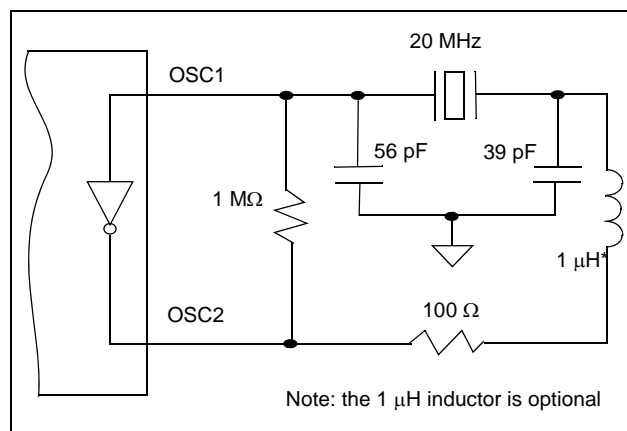 20 MHz
OSC1
56 pF
39 pF
1 MΩ
1 μH*
100 Ω
OSC2
Note: the 1 μH inductor is optional